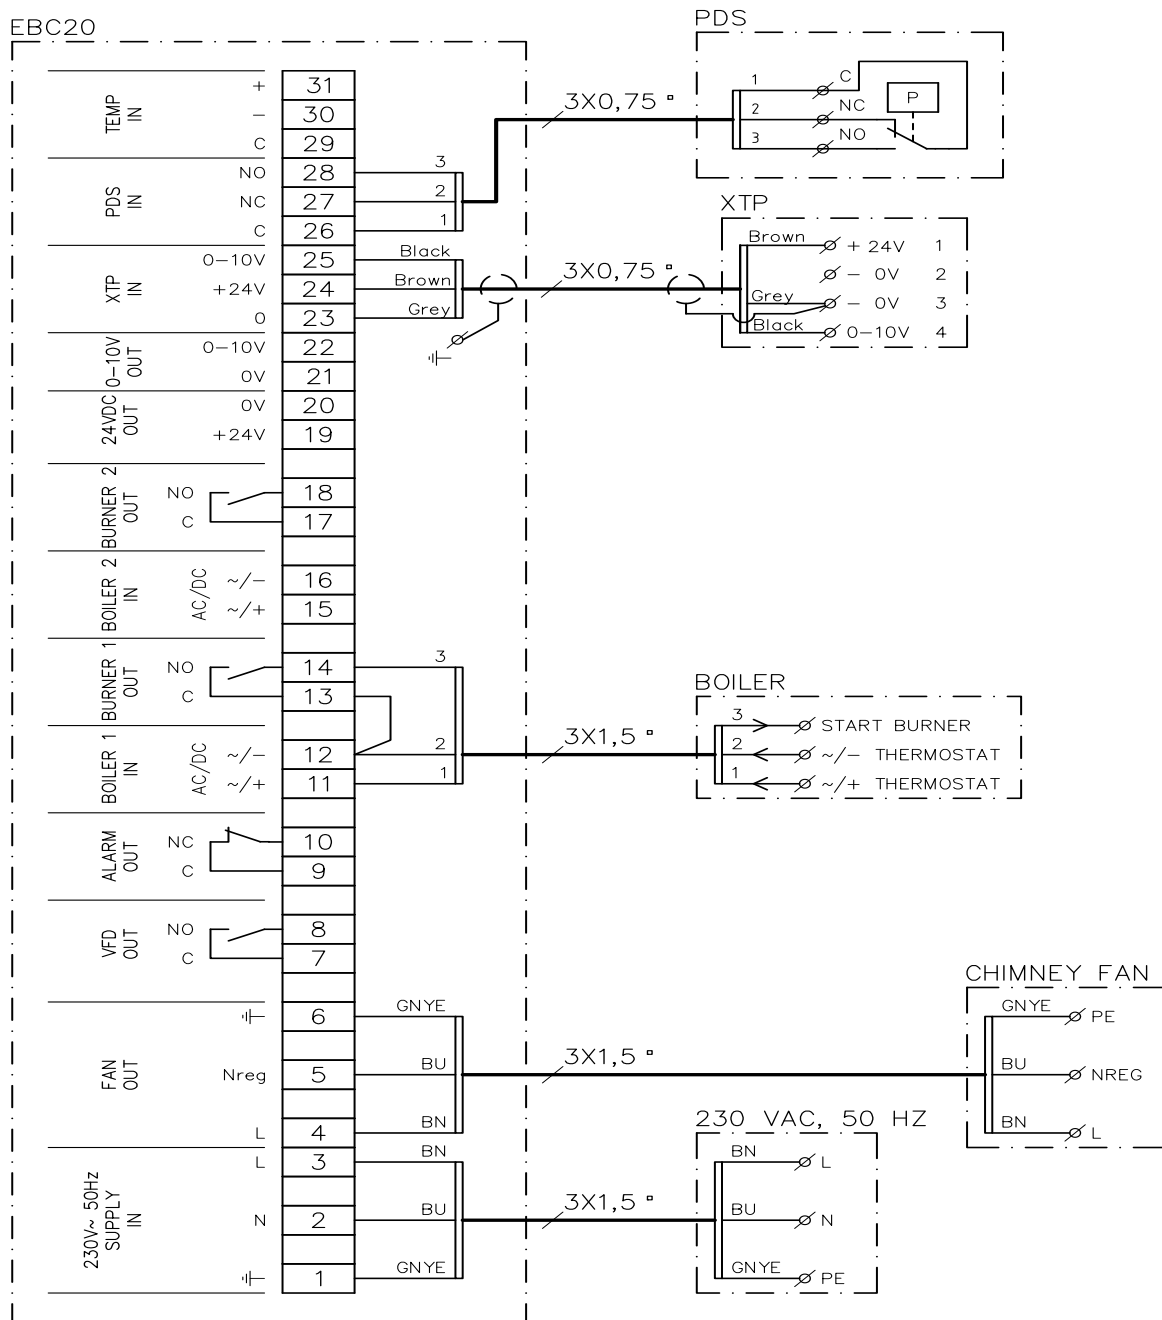 EBC20
TEMP IN
+ 31
- 30
C 29
PDS IN
NO 28 3
NC 27 2
C 26 1
XTP IN
0-10V 25 Black
+24V 24 Brown
0 23 Grey
0-10V OUT
0-10V 22
0V 21
24VDC OUT
0V 20
+24V 19
BURNER 2 OUT
NO 18
C 17
BOILER 2 IN
AC/DC
~/- 16
~/+ 15
BURNER 1 OUT
NO 14 3
C 13
BOILER 1 IN
AC/DC
~/- 12 2
~/+ 11 1
ALARM OUT
NC 10
C 9
VFD OUT
NO 8
C 7
FAN OUT
6 GNYE
Nreg 5 BU
L 4 BN
230V~ 50Hz SUPPLY IN
L 3 BN
N 2 BU
1 GNYE
3X0,75 ▫
PDS
1 C
2 NC
3 NO
P
3X0,75 ▫
XTP
Brown + 24V 1
- 0V 2
Grey - 0V 3
Black 0-10V 4
3X1,5 ▫
BOILER
3 START BURNER
2 ~/- THERMOSTAT
1 ~/+ THERMOSTAT
3X1,5 ▫
CHIMNEY FAN
GNYE PE
BU NREG
BN L
3X1,5 ▫
230 VAC, 50 HZ
BN L
BU N
GNYE PE